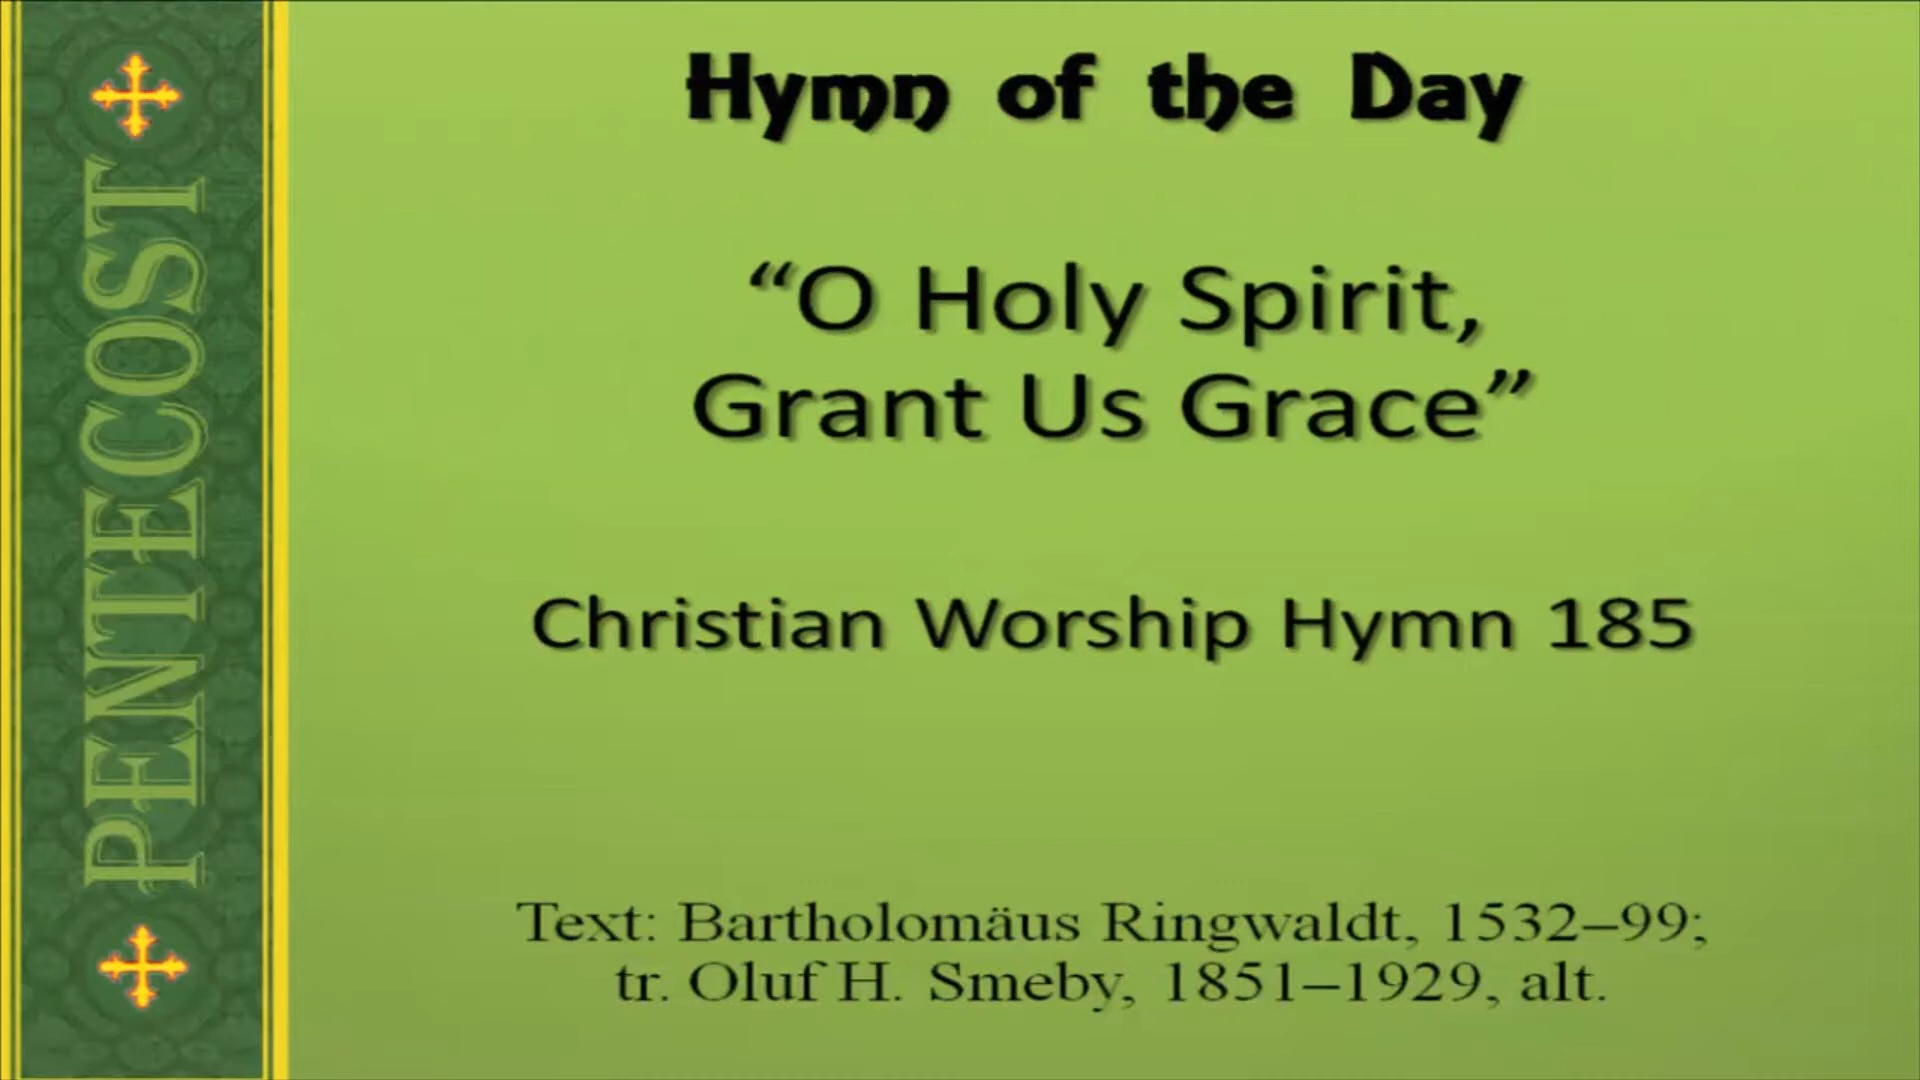 PENTECOST
Hymn of the Day
“O Holy Spirit,
Grant Us Grace”
Christian Worship Hymn 185
Text: Bartholomäus Ringwaldt, 1532–99;
tr. Oluf H. Smeby, 1851–1929, alt.